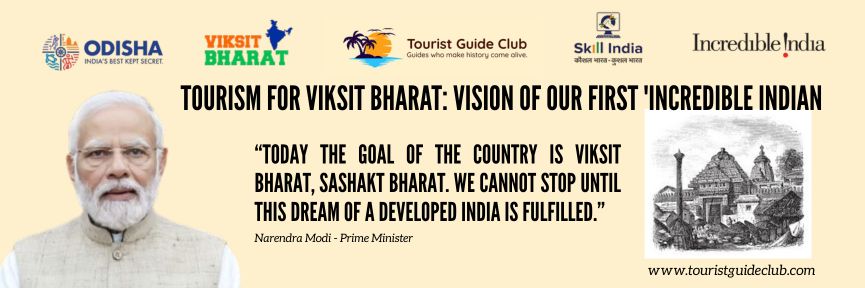 ODISHA
INDIA'S BEST KEPT SECRET.
VIKSIT
BHARAT
Tourist Guide Club
Guides who make history come alive.
Skill India
कौशल भारत - कुशल भारत
Incredible !ndia
TOURISM FOR VIKSIT BHARAT: VISION OF OUR FIRST 'INCREDIBLE INDIAN
“TODAY THE GOAL OF THE COUNTRY IS VIKSIT
BHARAT, SASHAKT BHARAT. WE CANNOT STOP UNTIL
THIS DREAM OF A DEVELOPED INDIA IS FULFILLED.”
Narendra Modi - Prime Minister
www.touristguideclub.com